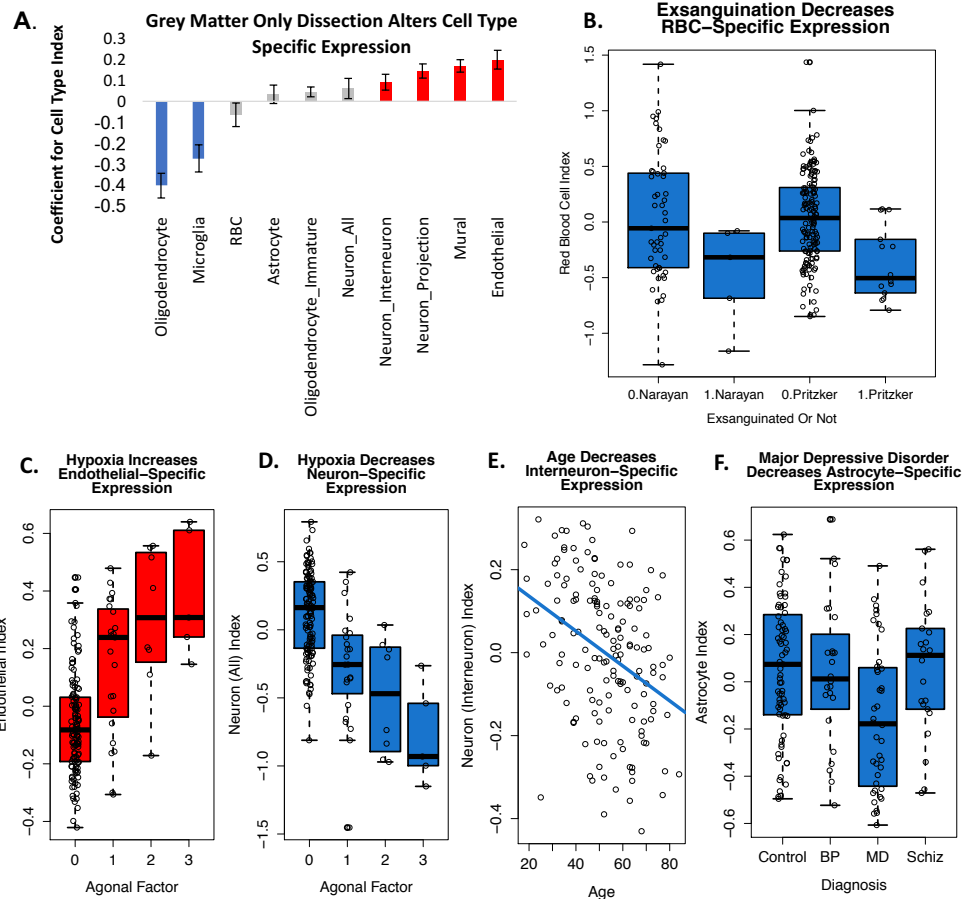 A.
Grey Matter Only Dissection Alters Cell Type
Specific Expression
Coefficient for Cell Type Index
0.3
0.2
0.1
0
-0.1
-0.2
-0.3
-0.4
-0.5
Oligodendrocyte
Microglia
RBC
Astrocyte
Oligodendrocyte_Immature
Neuron_All
Neuron_Interneuron
Neuron_Projection
Mural
Endothelial
B.
Exsanguination Decreases
RBC–Specific Expression
Red Blood Cell Index
1.5
1.0
0.5
0.0
−0.5
−1.0
0.Narayan 1.Narayan 0.Pritzker 1.Pritzker
Exsanguinated Or Not
C.
Hypoxia Increases
Endothelial–Specific
Expression
Endothelial Index
0.6
0.4
0.2
0.0
−0.2
−0.4
0 1 2 3
Agonal Factor
D.
Hypoxia Decreases
Neuron–Specific
Expression
Neuron (All) Index
0.5
0.0
−0.5
−1.0
−1.5
0 1 2 3
Agonal Factor
E.
Age Decreases
Interneuron–Specific
Expression
Neuron (Interneuron) Index
0.2
0.0
−0.2
−0.4
20 40 60 80
Age
F.
Major Depressive Disorder
Decreases Astrocyte–Specific
Expression
Astrocyte Index
0.6
0.4
0.2
0.0
−0.2
−0.4
−0.6
Control BP MD Schiz
Diagnosis